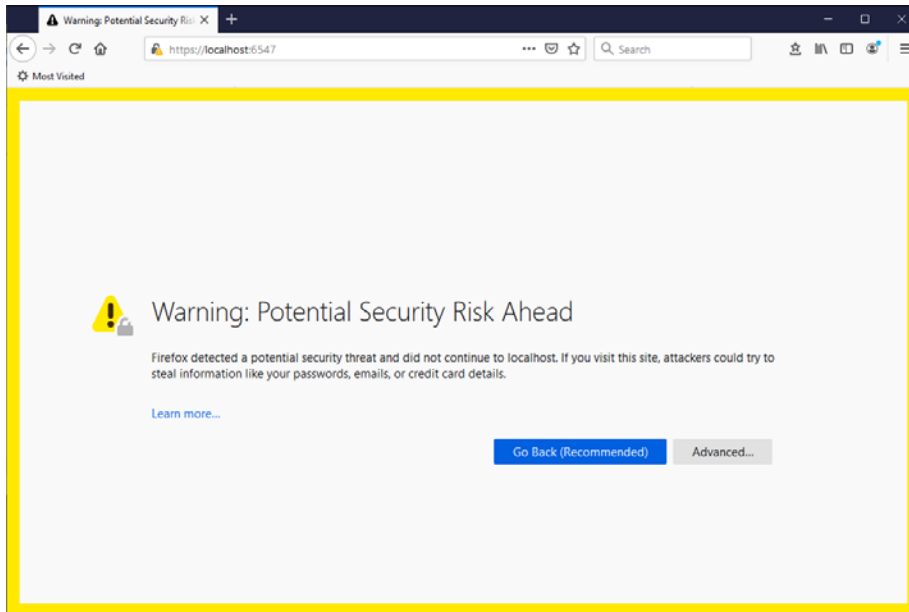 Warning: Potential Security Ris
https://localhost:6547
Search
Most Visited
Warning: Potential Security Risk Ahead
Firefox detected a potential security threat and did not continue to localhost. If you visit this site, attackers could try to
steal information like your passwords, emails, or credit card details.
Learn more...
Go Back (Recommended)
Advanced...